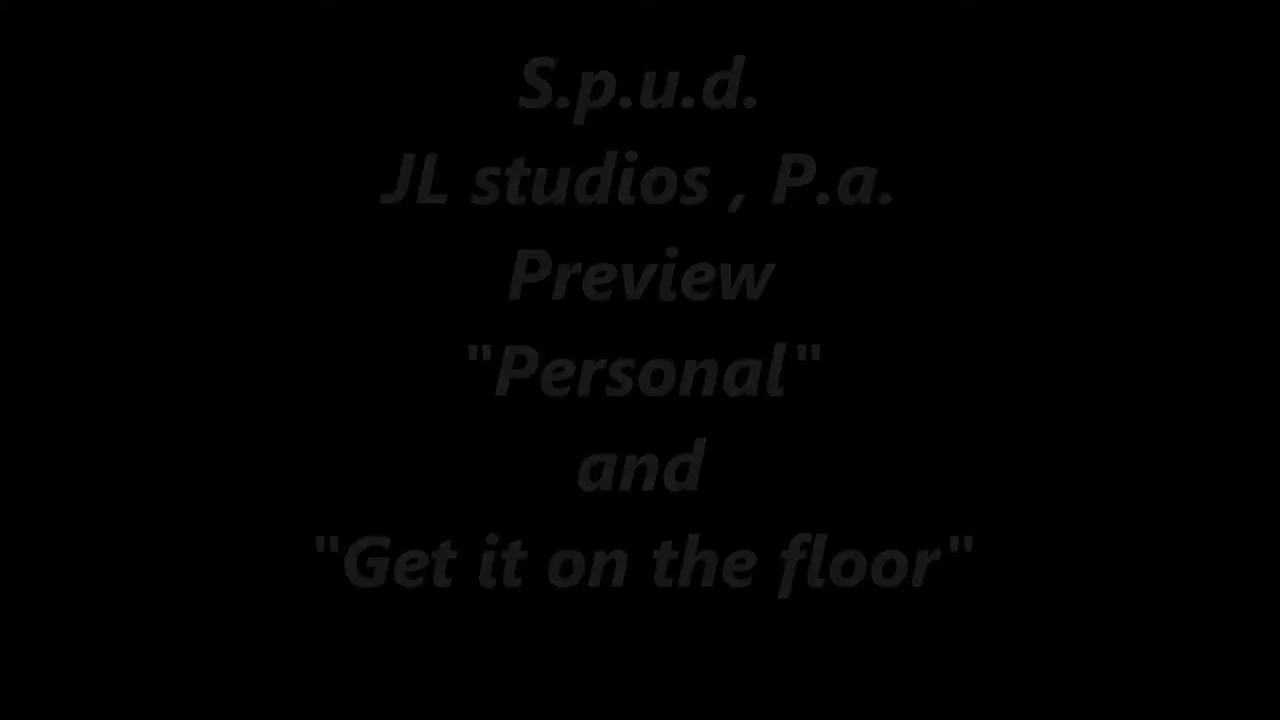 S.p.u.d.
JL studios , P.a.
Preview
"Personal"
and
"Get it on the floor"